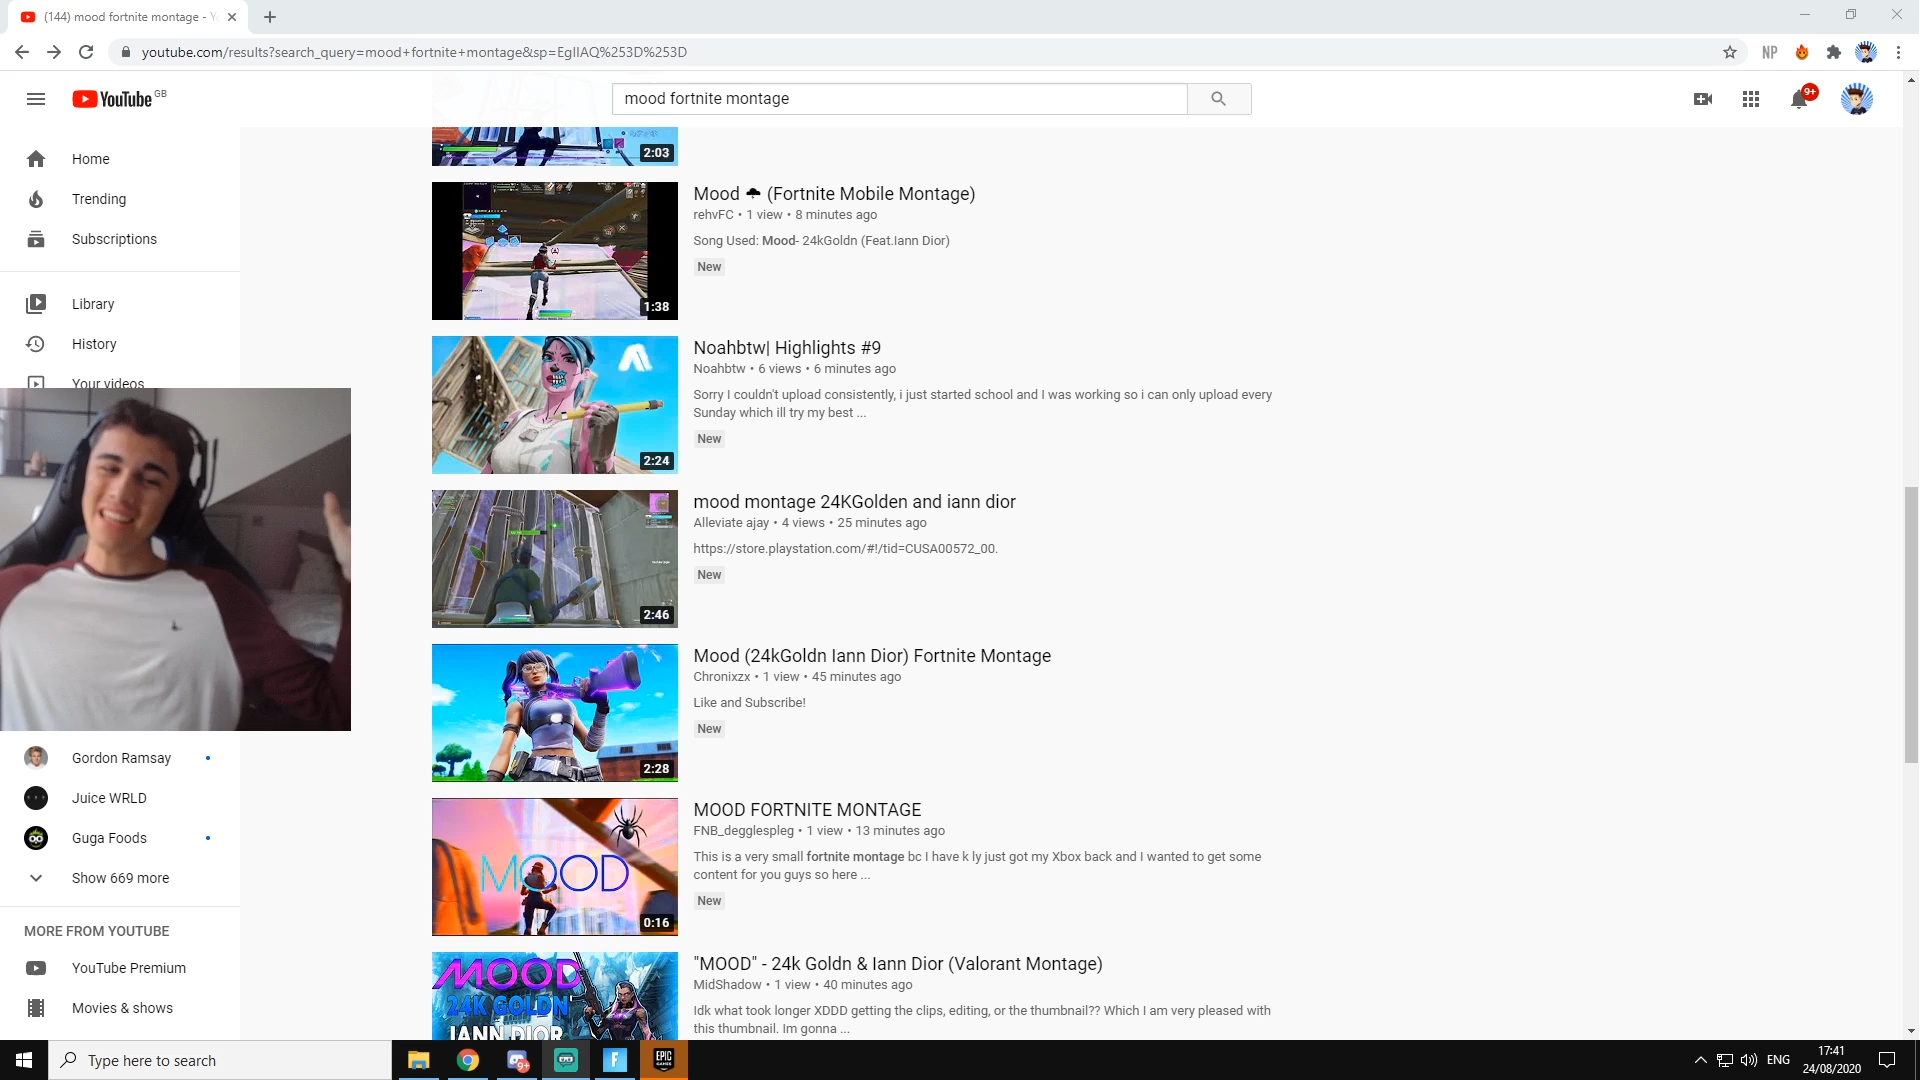 (144) mood fortnite montage - Y
youtube.com/results?search_query=mood+fortnite+montage&sp=EgIIAQ%253D%253D
NP
YouTube GB
mood fortnite montage
9+
Home
Trending
Subscriptions
Library
History
Your videos
Gordon Ramsay
Juice WRLD
Guga Foods
Show 669 more
MORE FROM YOUTUBE
YouTube Premium
Movies & shows
2:03
1:38
Mood 🌩 (Fortnite Mobile Montage)
rehvFC • 1 view • 8 minutes ago
Song Used: Mood- 24kGoldn (Feat.Iann Dior)
New
2:24
Noahbtw| Highlights #9
Noahbtw • 6 views • 6 minutes ago
Sorry I couldn't upload consistently, i just started school and I was working so i can only upload every
Sunday which ill try my best ...
New
2:46
mood montage 24KGolden and iann dior
Alleviate ajay • 4 views • 25 minutes ago
https://store.playstation.com/#!/tid=CUSA00572_00.
New
2:28
Mood (24kGoldn Iann Dior) Fortnite Montage
Chronixzx • 1 view • 45 minutes ago
Like and Subscribe!
New
MOOD
0:16
MOOD FORTNITE MONTAGE
FNB_degglespleg • 1 view • 13 minutes ago
This is a very small fortnite montage bc I have k ly just got my Xbox back and I wanted to get some
content for you guys so here ...
New
MOOD
24K GOLDN
IANN DIOR
"MOOD" - 24k Goldn & Iann Dior (Valorant Montage)
MidShadow • 1 view • 40 minutes ago
Idk what took longer XDDD getting the clips, editing, or the thumbnail?? Which I am very pleased with
this thumbnail. Im gonna ...
Type here to search
9+
F
EPIC
GAMES
ENG
17:41
24/08/2020